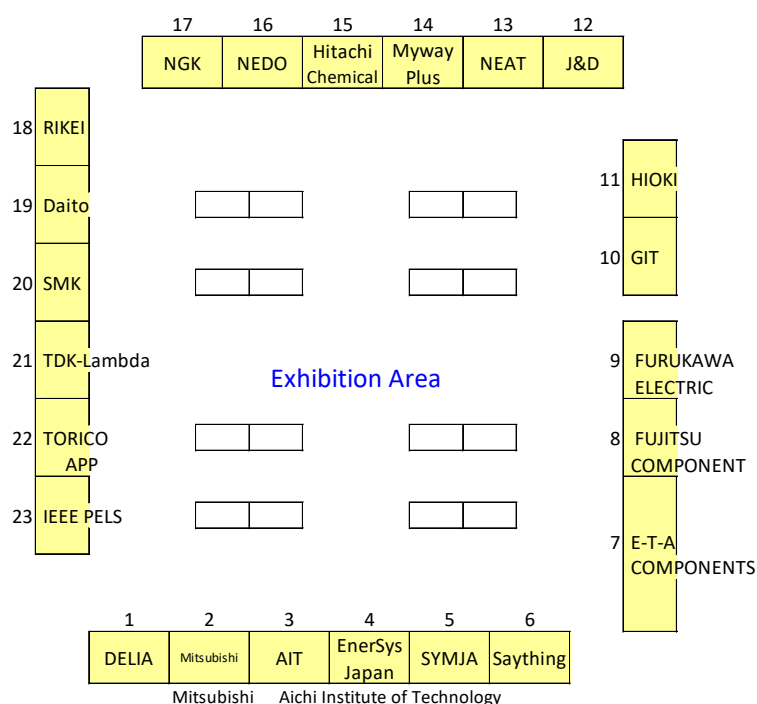 17 16 15 14 13 12
NGK NEDO Hitachi Chemical Myway Plus NEAT J&D
18 RIKEI
11 HIOKI
19 Daito
10 GIT
20 SMK
21 TDK-Lambda
Exhibition Area
9 FURUKAWA
ELECTRIC
22 TORICO
APP
8 FUJITSU
COMPONENT
23 IEEE PELS
7 E-T-A
COMPONENTS
1 2 3 4 5 6
DELIA Mitsubishi AIT EnerSys Japan SYMJA Saything
Mitsubishi Aichi Institute of Technology